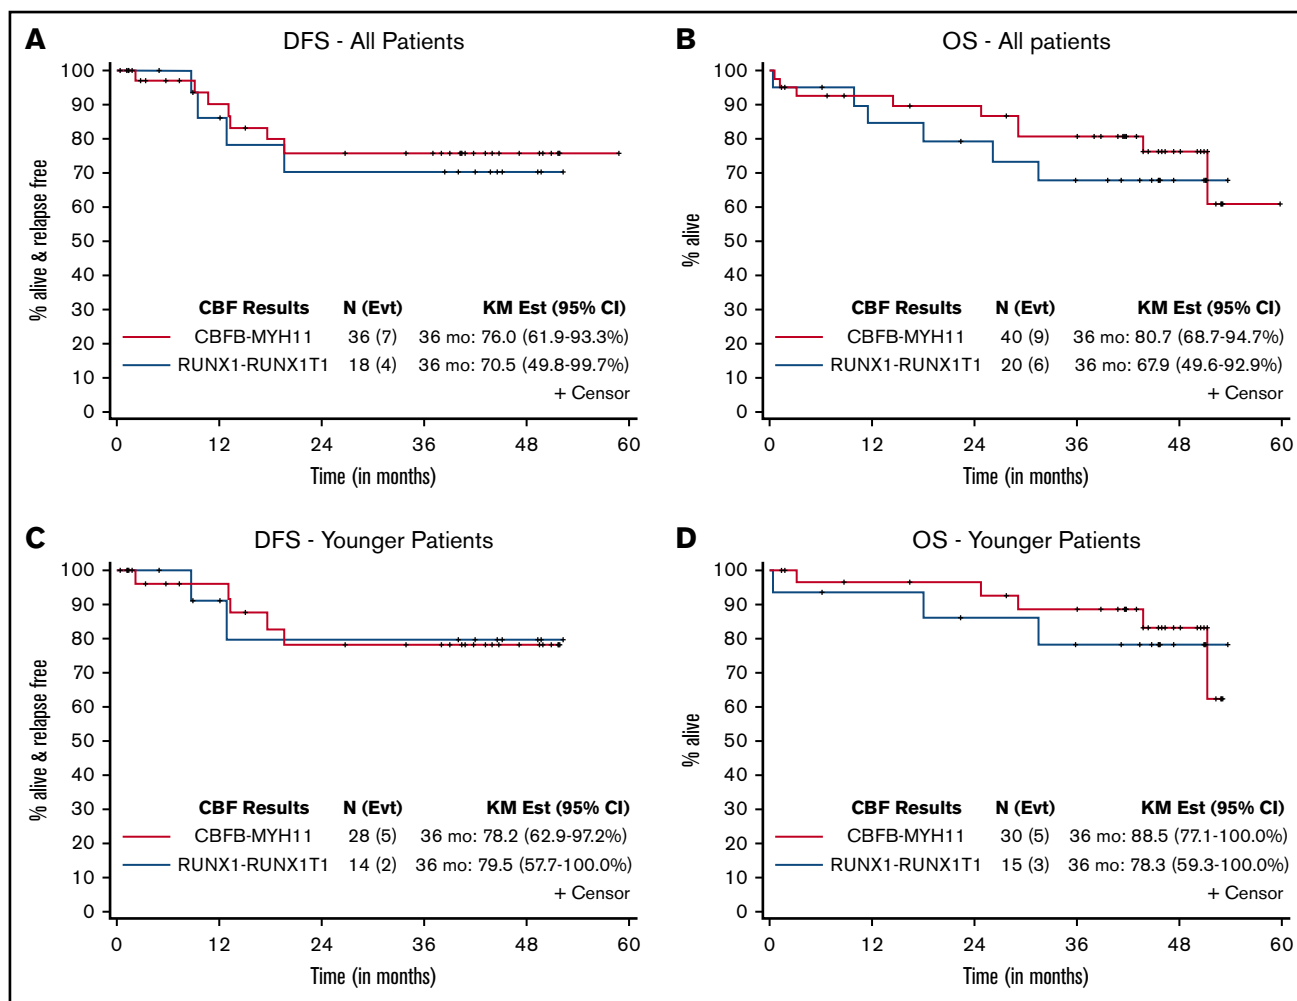 A
DFS - All Patients
% alive & relapse free
100
90
80
70
60
50
40
30
20
10
0
CBF Results N (Evt) KM Est (95% CI)
CBFB-MYH11 36 (7) 36 mo: 76.0 (61.9-93.3%)
RUNX1-RUNX1T1 18 (4) 36 mo: 70.5 (49.8-99.7%)
+ Censor
0 12 24 36 48 60
Time (in months)
B
OS - All patients
% alive
100
90
80
70
60
50
40
30
20
10
0
CBF Results N (Evt) KM Est (95% CI)
CBFB-MYH11 40 (9) 36 mo: 80.7 (68.7-94.7%)
RUNX1-RUNX1T1 20 (6) 36 mo: 67.9 (49.6-92.9%)
+ Censor
0 12 24 36 48 60
Time (in months)
C
DFS - Younger Patients
% alive & relapse free
100
90
80
70
60
50
40
30
20
10
0
CBF Results N (Evt) KM Est (95% CI)
CBFB-MYH11 28 (5) 36 mo: 78.2 (62.9-97.2%)
RUNX1-RUNX1T1 14 (2) 36 mo: 79.5 (57.7-100.0%)
+ Censor
0 12 24 36 48 60
Time (in months)
D
OS - Younger Patients
% alive
100
90
80
70
60
50
40
30
20
10
0
CBF Results N (Evt) KM Est (95% CI)
CBFB-MYH11 30 (5) 36 mo: 88.5 (77.1-100.0%)
RUNX1-RUNX1T1 15 (3) 36 mo: 78.3 (59.3-100.0%)
+ Censor
0 12 24 36 48 60
Time (in months)